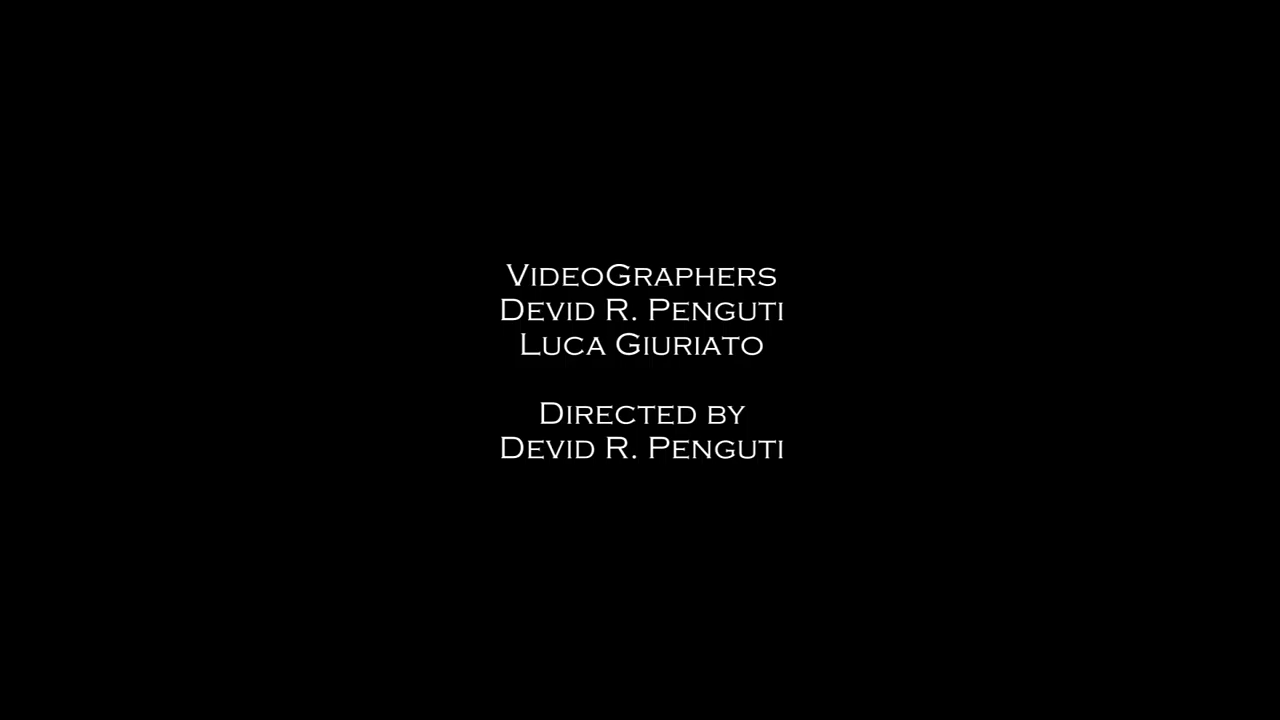 VideoGraphers
Devid R. Penguti
Luca Giuriato
Directed by
Devid R. Penguti